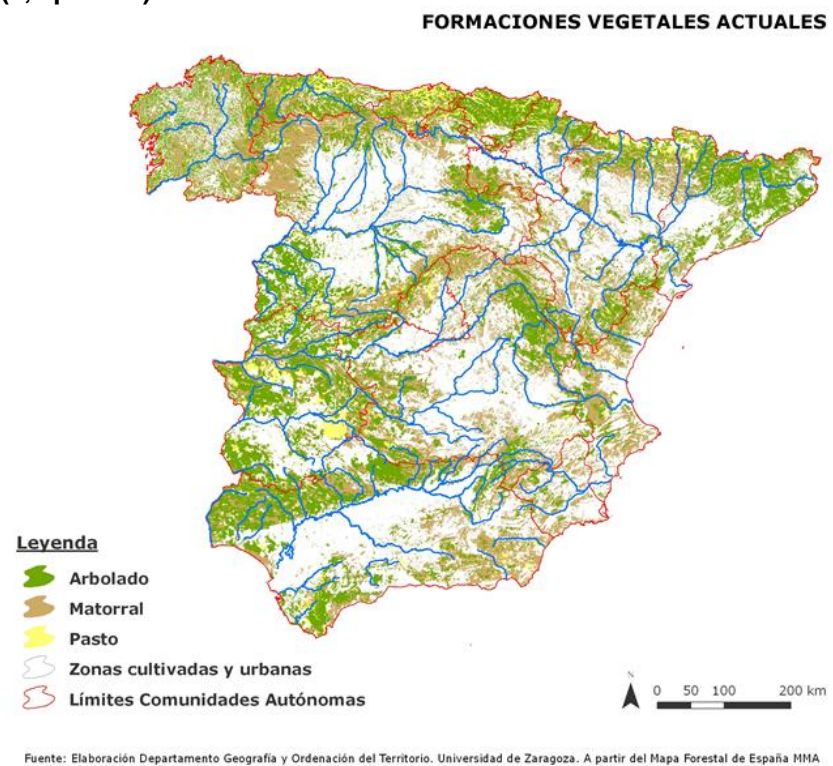 FORMACIONES VEGETALES ACTUALES
Leyenda
Arbolado
Matorral
Pasto
Zonas cultivadas y urbanas
Límites Comunidades Autónomas
N
0 50 100 200 km
Fuente: Elaboración Departamento Geografía y Ordenación del Territorio. Universidad de Zaragoza. A partir del Mapa Forestal de España MMA